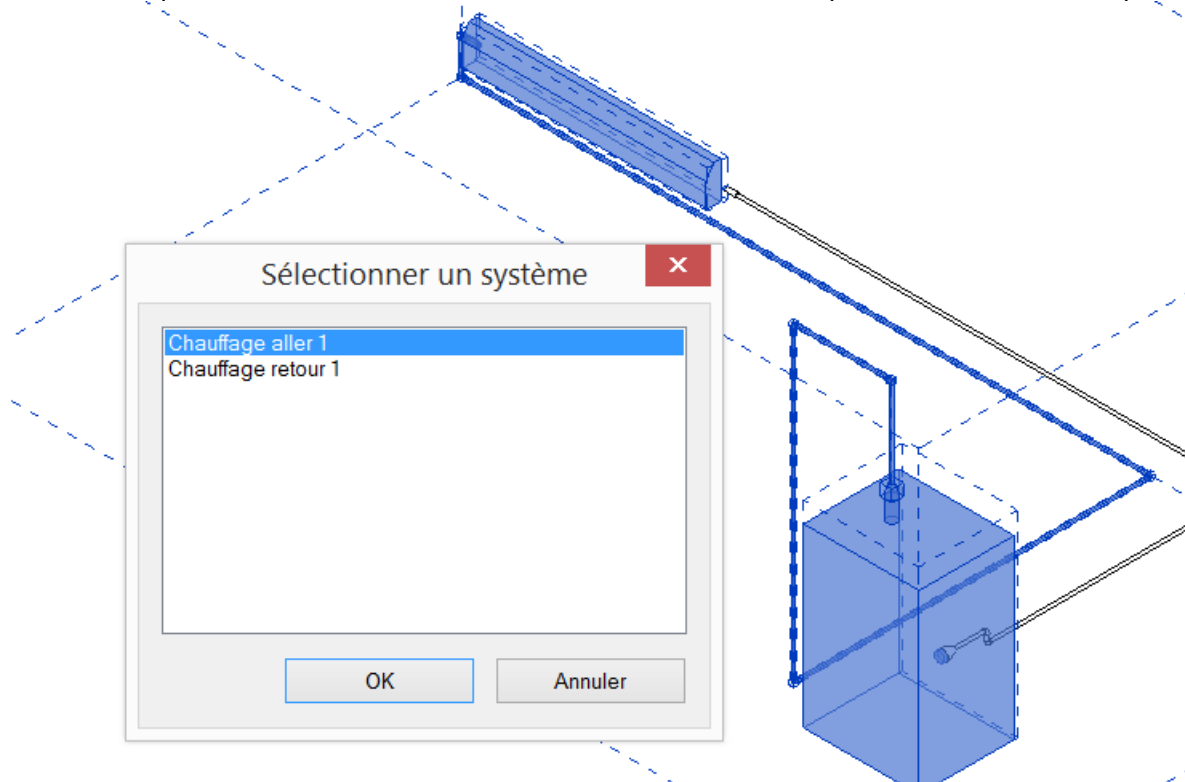 Sélectionner un système
Chauffage aller 1
Chauffage retour 1
OK
Annuler